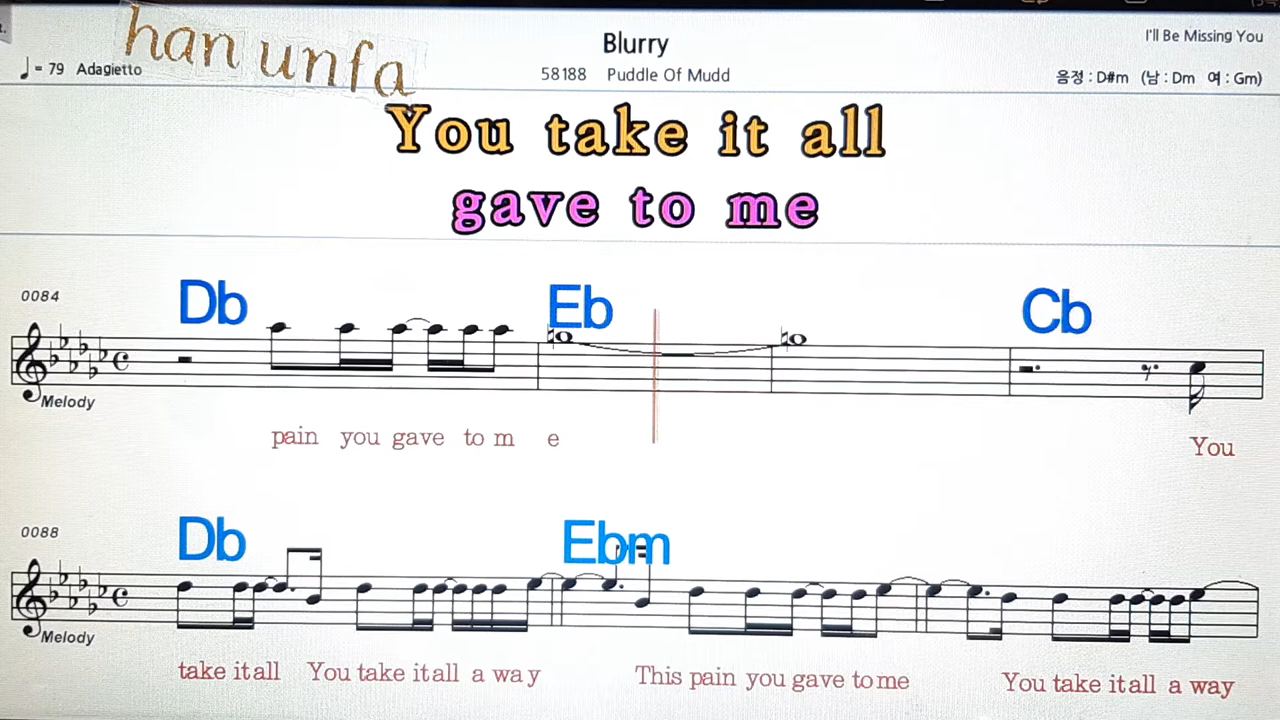 han unfa
Blurry
I'll Be Missing You
♩ = 79 Adagietto
58188 Puddle Of Mudd
음정 : D#m (남 : Dm 여 : Gm)
You take it all
gave to me
0084
Db Eb Cb
Melody
pain you gave to m e
You
0088
Db Ebm
Melody
take it all You take it all a way This pain you gave to me You take it all a way